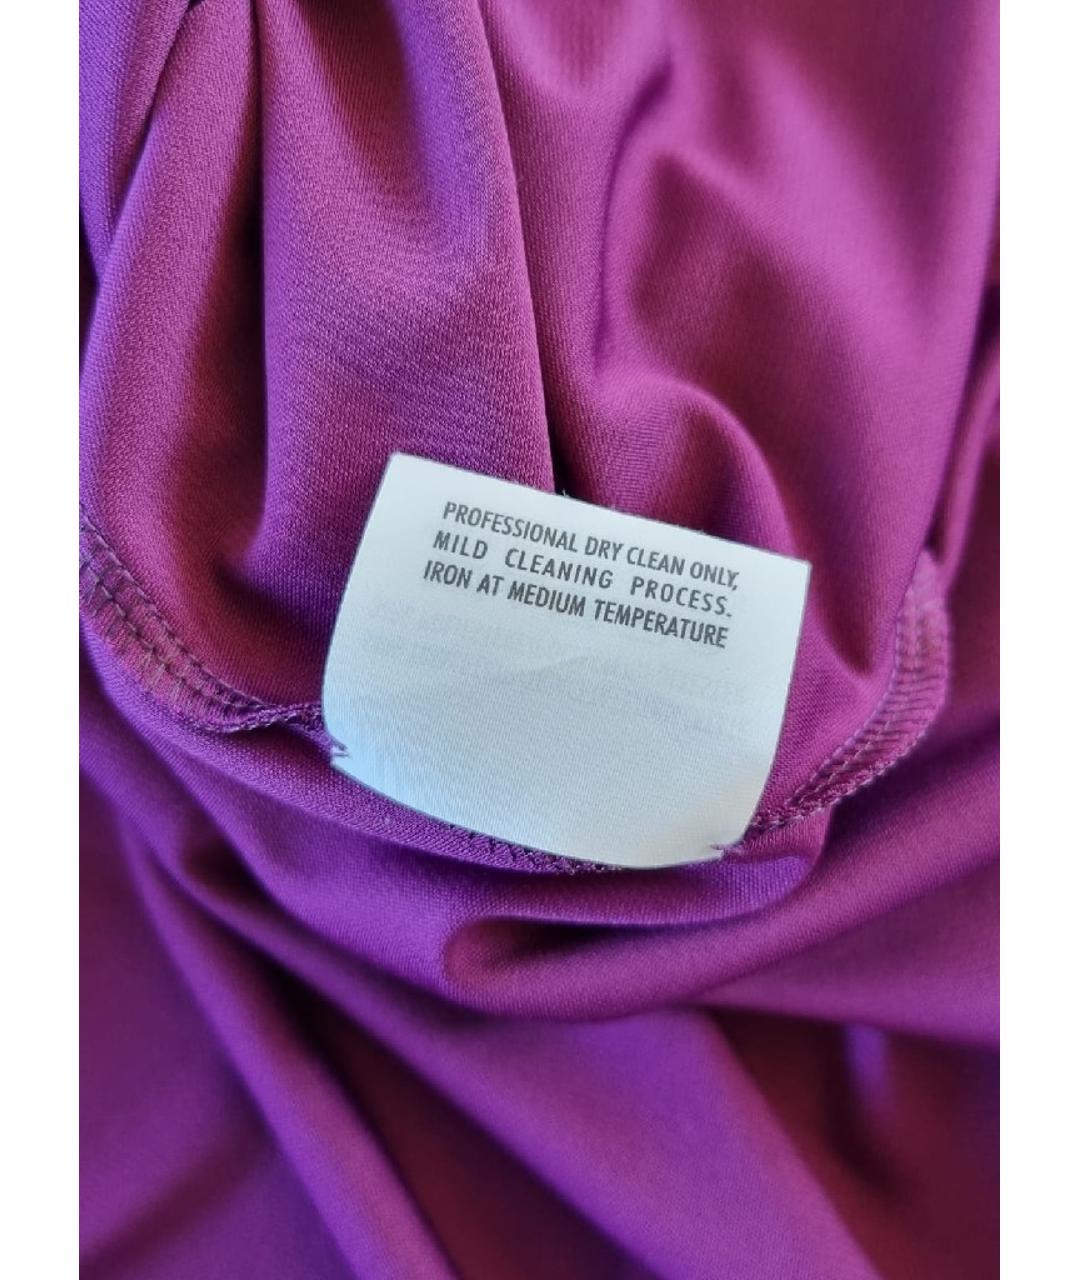 PROFESSIONAL DRY CLEAN ONLY,
MILD CLEANING PROCESS.
IRON AT MEDIUM TEMPERATURE